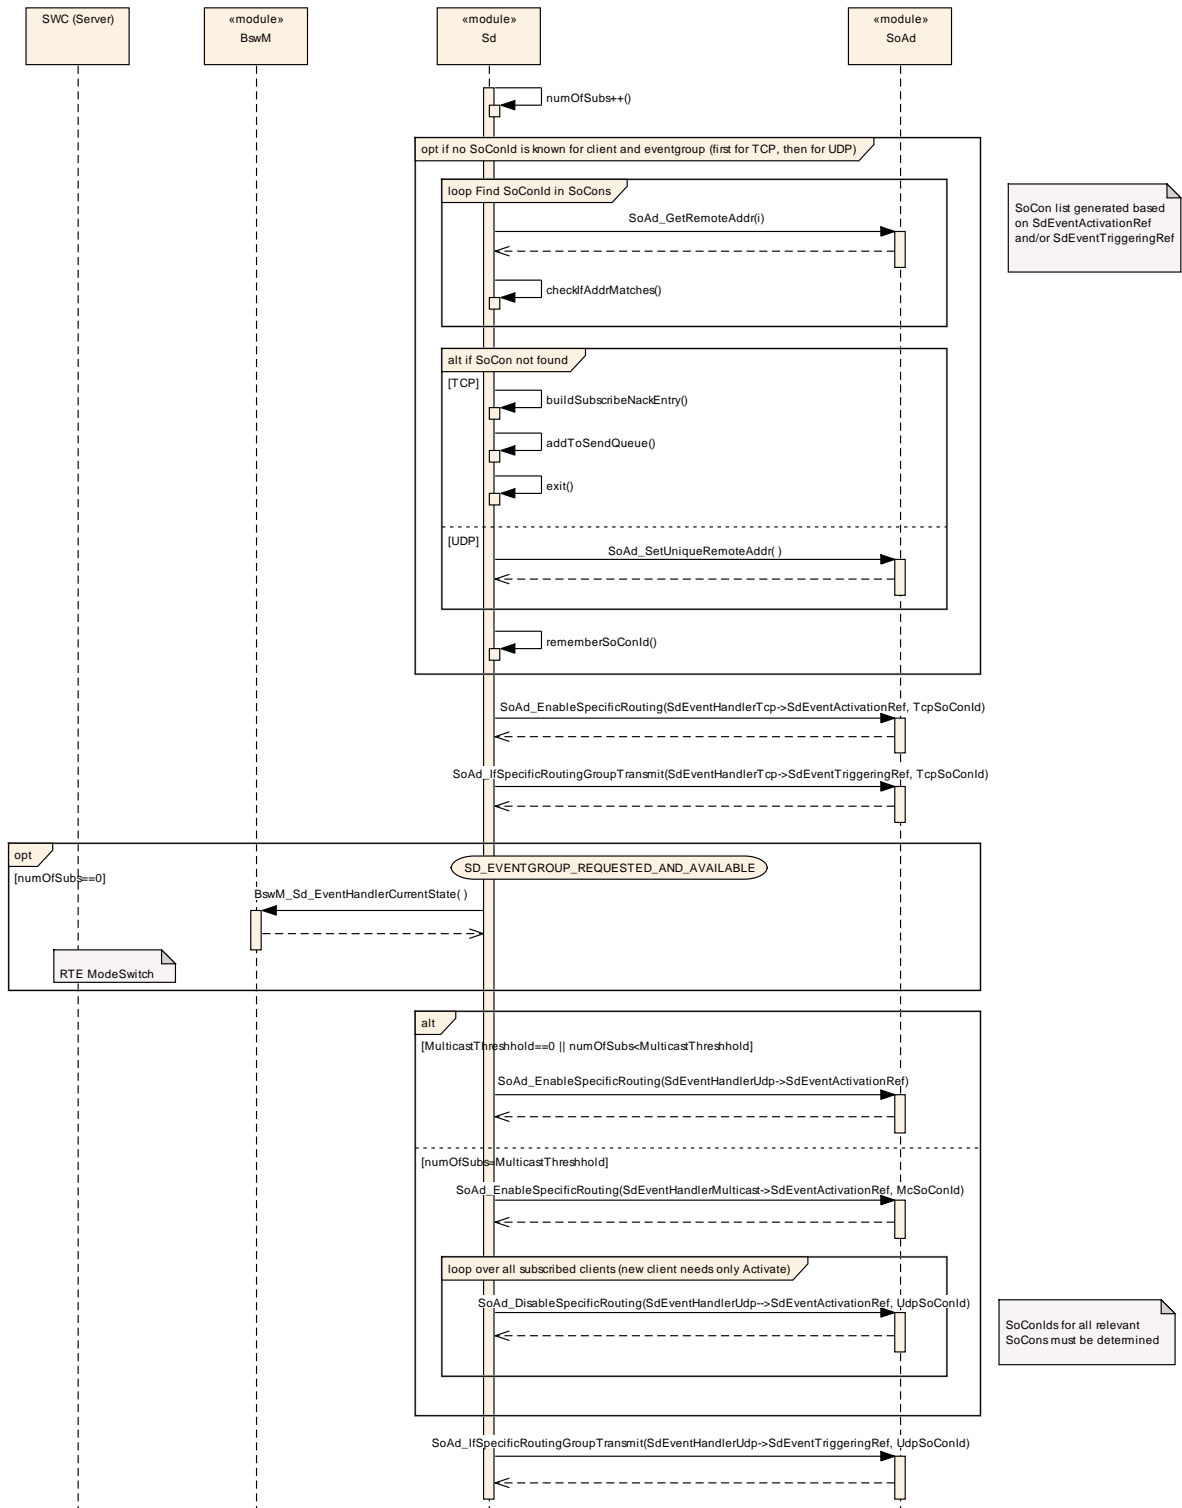 SWC (Server)
«module»
BswM
«module»
Sd
«module»
SoAd
numOfSubs++()
opt if no SoConId is known for client and eventgroup (first for TCP, then for UDP)
loop Find SoConId in SoCons
SoAd_GetRemoteAddr(i)
SoCon list generated based
on SdEventActivationRef
and/or SdEventTriggeringRef
checkIfAddrMatches()
alt if SoCon not found
[TCP]
buildSubscribeNackEntry()
addToSendQueue()
exit()
[UDP]
SoAd_SetUniqueRemoteAddr( )
rememberSoConId()
SoAd_EnableSpecificRouting(SdEventHandlerTcp->SdEventActivationRef, TcpSoConId)
SoAd_IfSpecificRoutingGroupTransmit(SdEventHandlerTcp->SdEventTriggeringRef, TcpSoConId)
opt
[numOfSubs==0]
SD_EVENTGROUP_REQUESTED_AND_AVAILABLE
BswM_Sd_EventHandlerCurrentState( )
RTE ModeSwitch
alt
[MulticastThreshhold==0 || numOfSubs<MulticastThreshhold]
SoAd_EnableSpecificRouting(SdEventHandlerUdp->SdEventActivationRef)
[numOfSubs=MulticastThreshhold]
SoAd_EnableSpecificRouting(SdEventHandlerMulticast->SdEventActivationRef, McSoConId)
loop over all subscribed clients (new client needs only Activate)
SoAd_DisableSpecificRouting(SdEventHandlerUdp-->SdEventActivationRef, UdpSoConId)
SoConIds for all relevant
SoCons must be determined
SoAd_IfSpecificRoutingGroupTransmit(SdEventHandlerUdp->SdEventTriggeringRef, UdpSoConId)